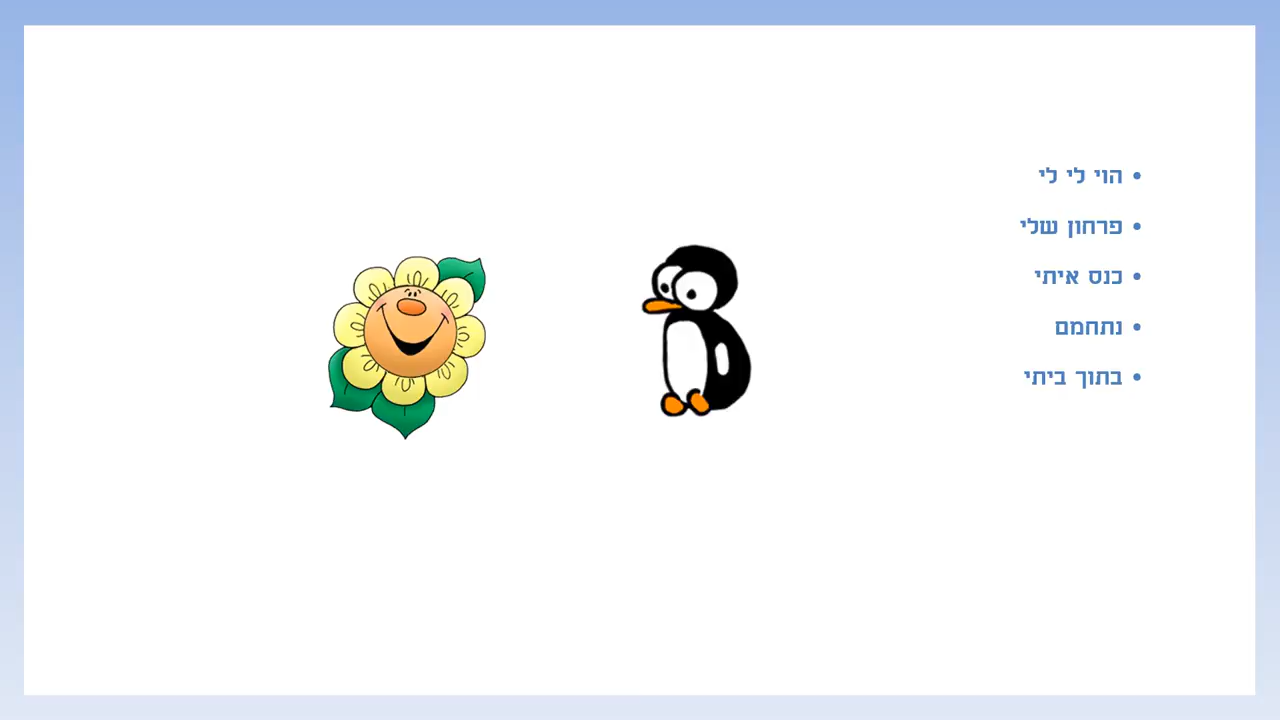 • הוי לי לי
• פרחון שלי
• כנס איתי
• נתחמם
• בתוך ביתי